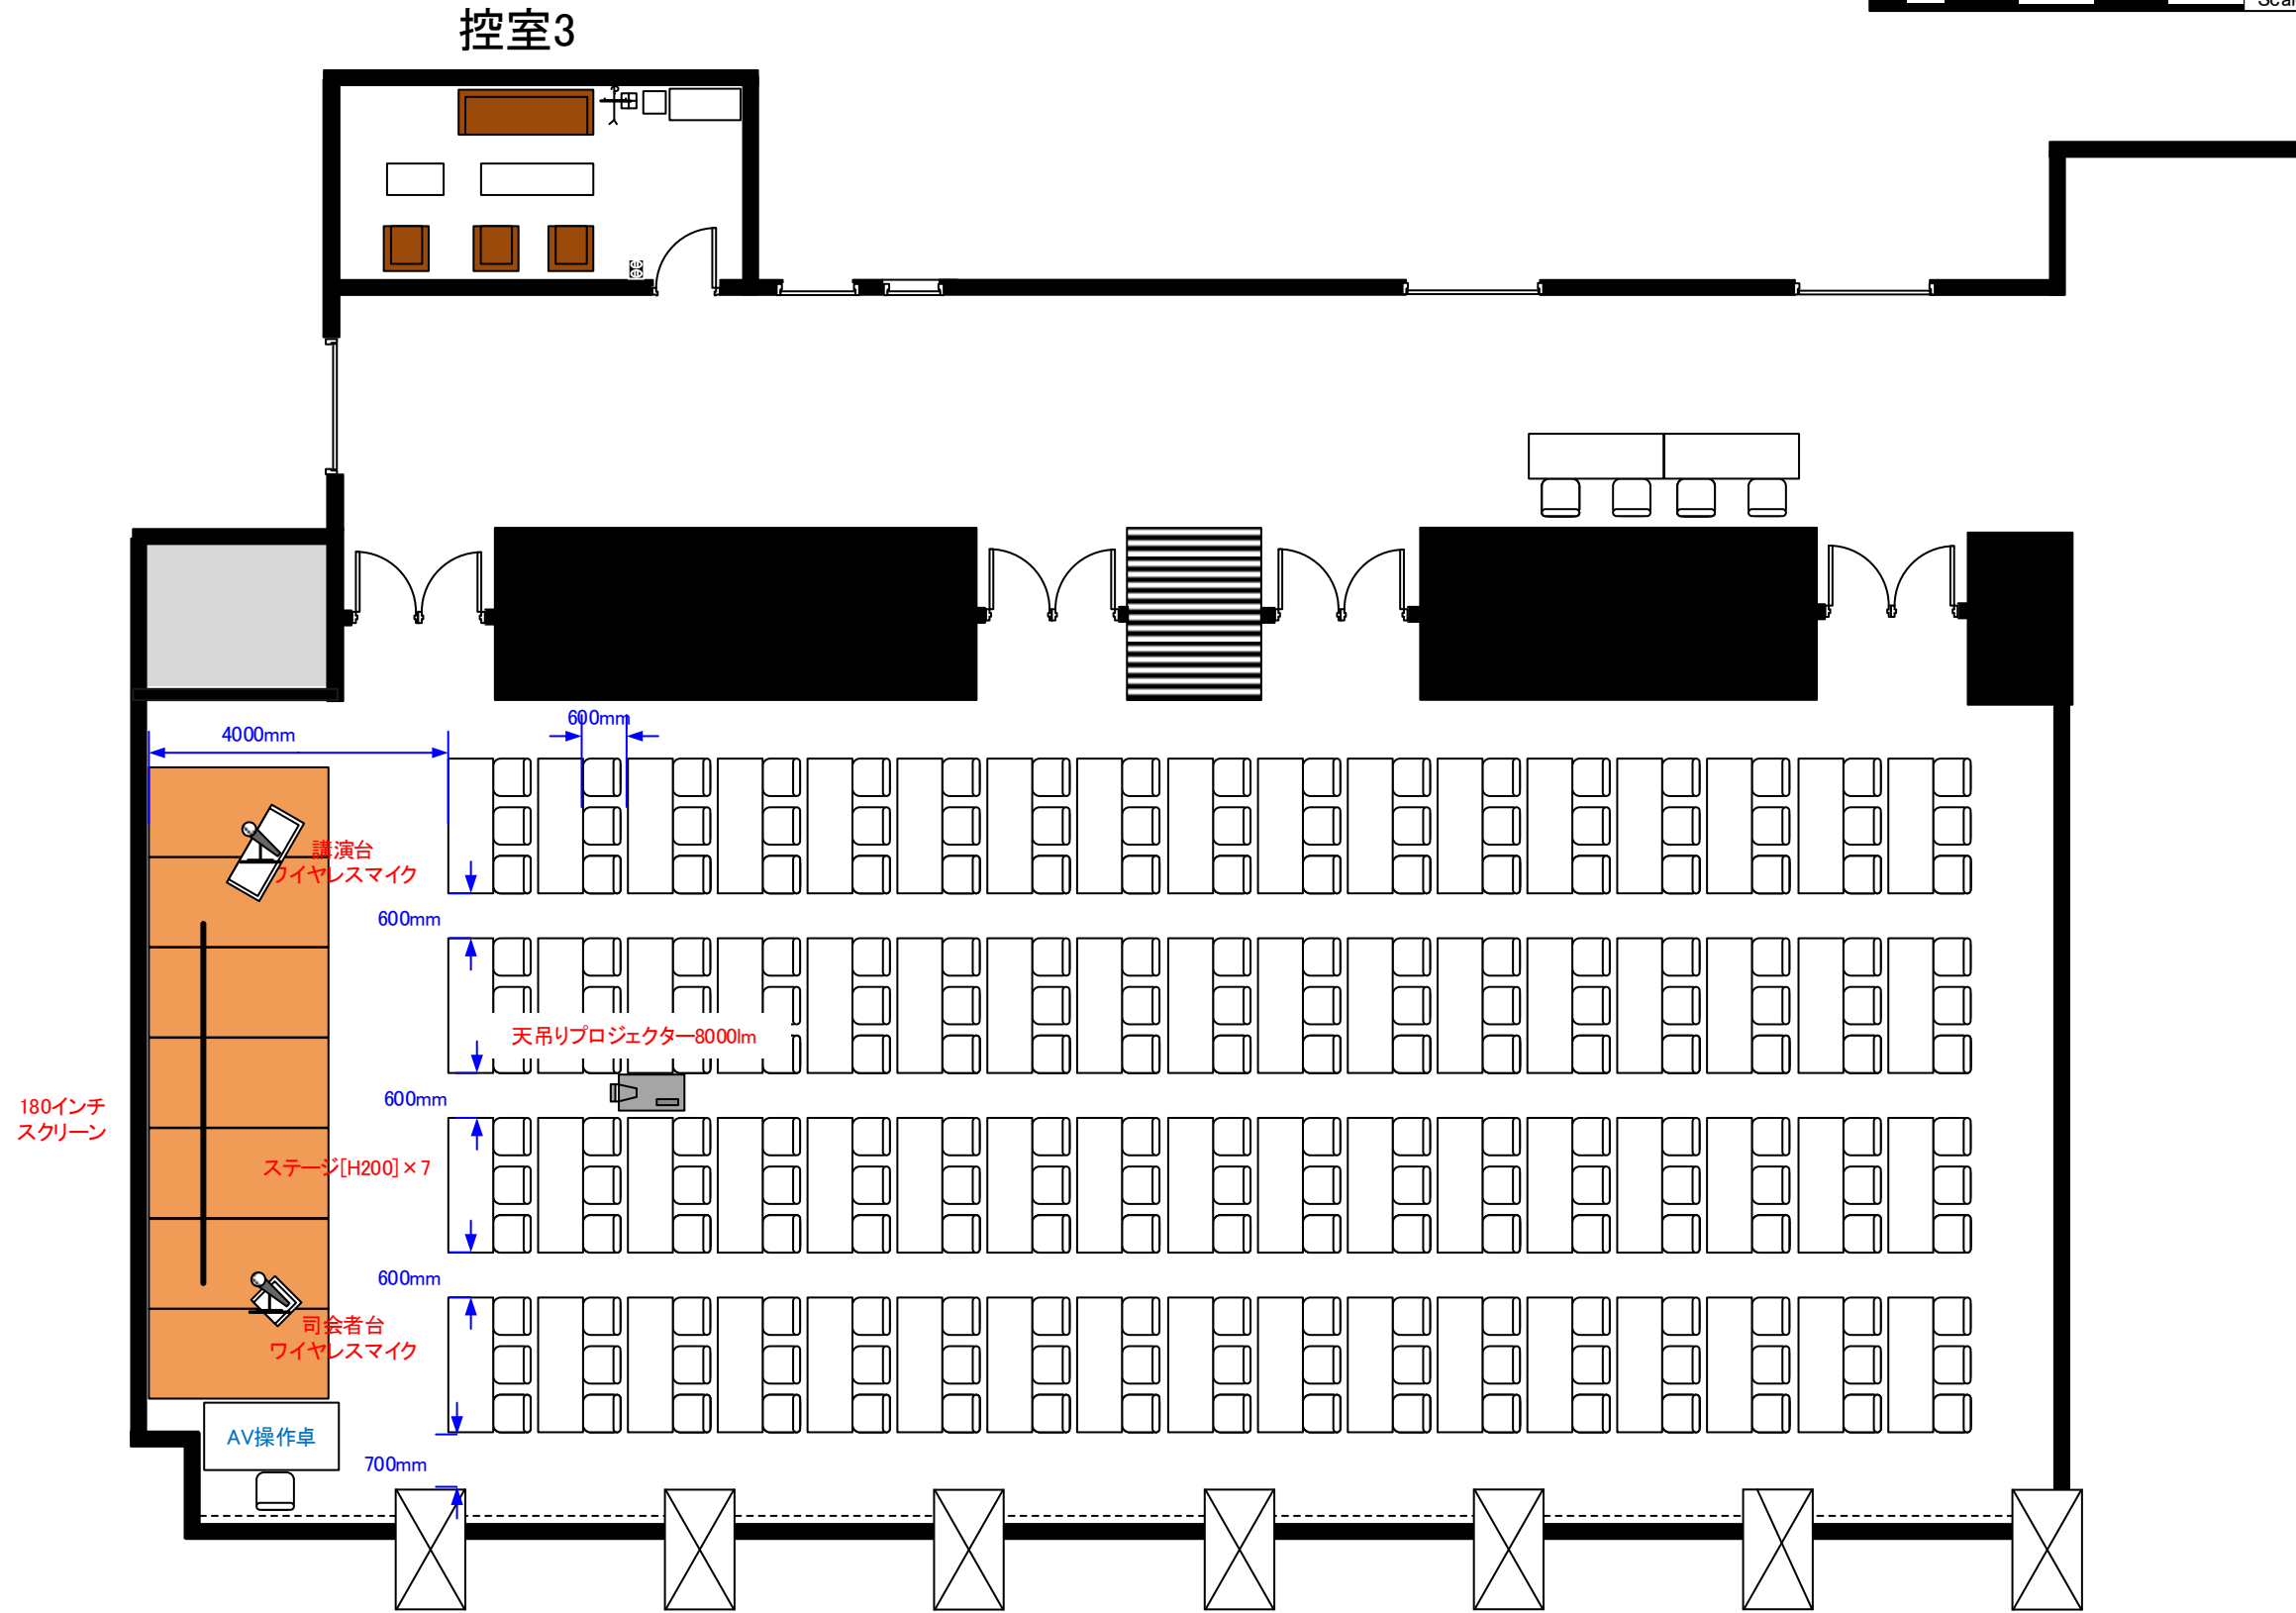 控室3
4000mm
600mm
講演台
ワイヤレスマイク
600mm
天吊りプロジェクター8000lm
600mm
180インチ
スクリーン
ステージ[H200]×7
600mm
司会者台
ワイヤレスマイク
AV操作卓
700mm